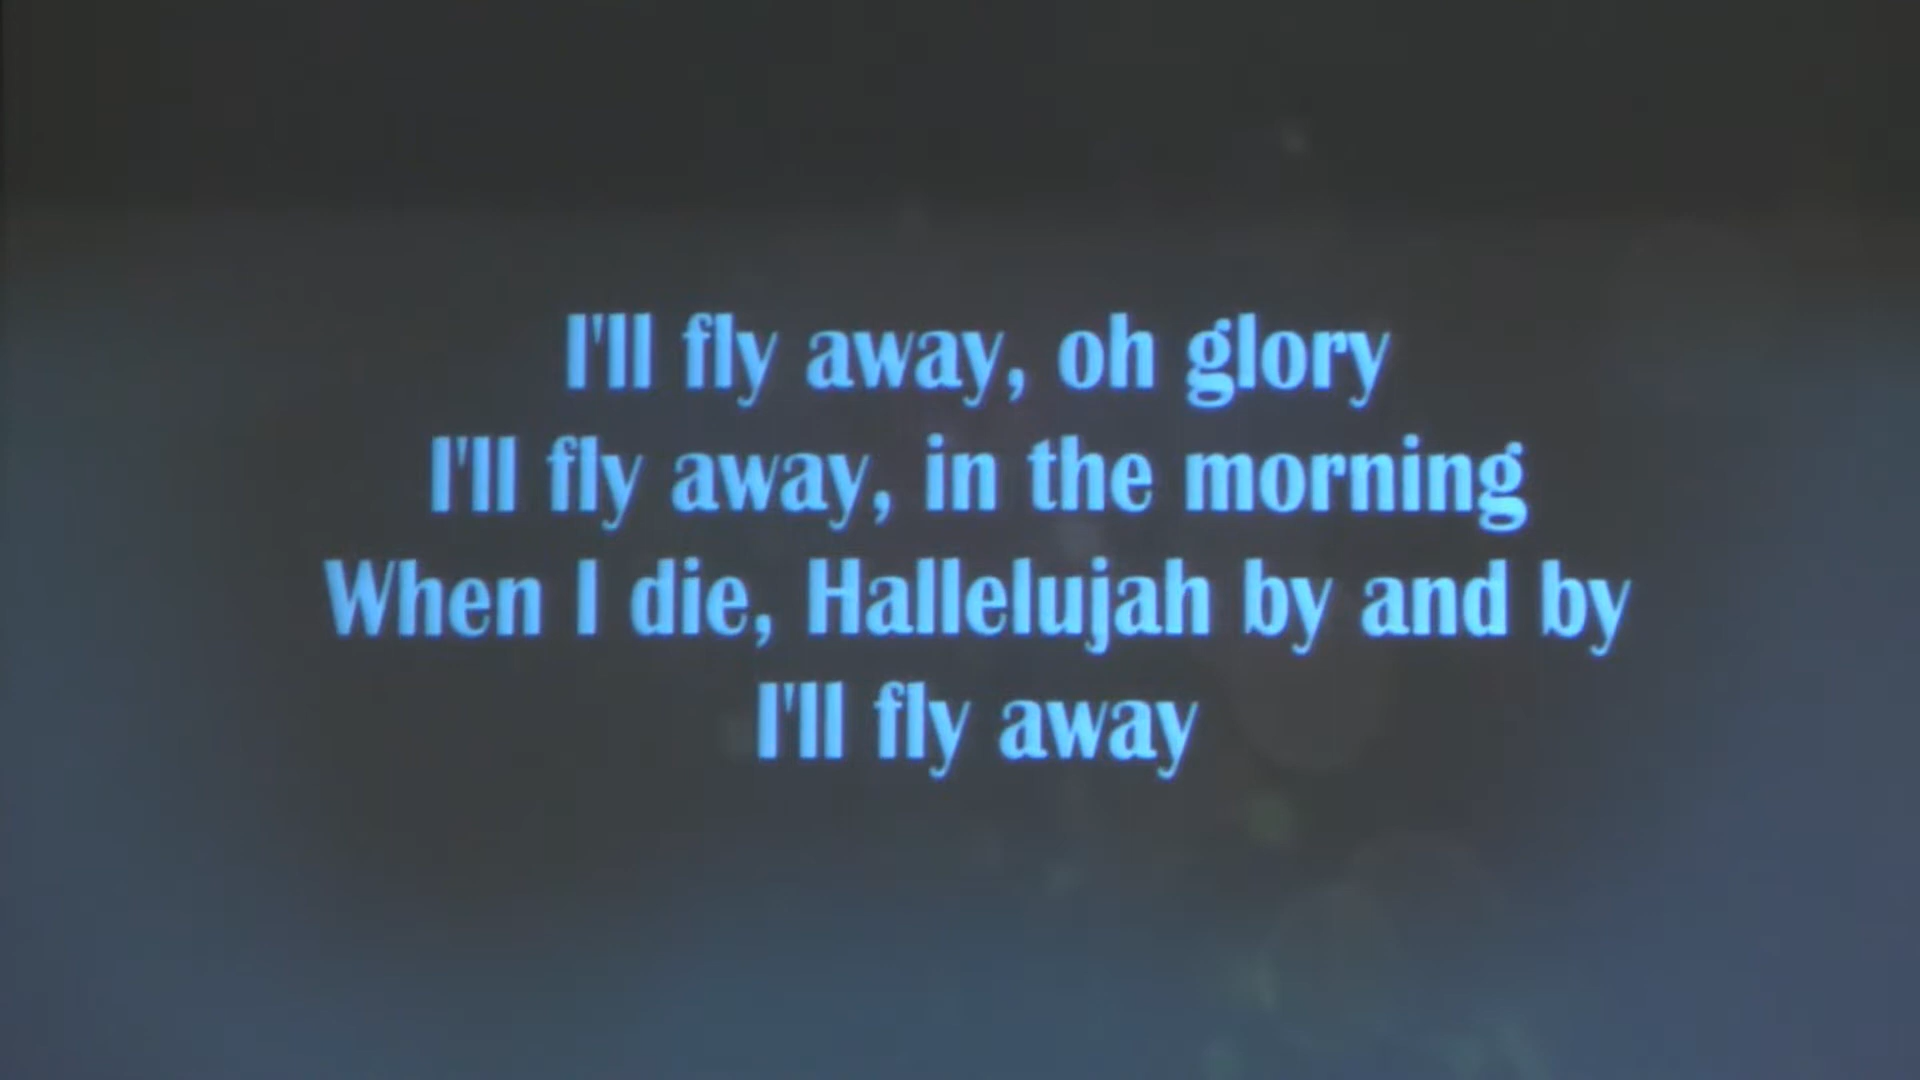 I'll fly away, oh glory
I'll fly away, in the morning
When I die, Hallelujah by and by
I'll fly away